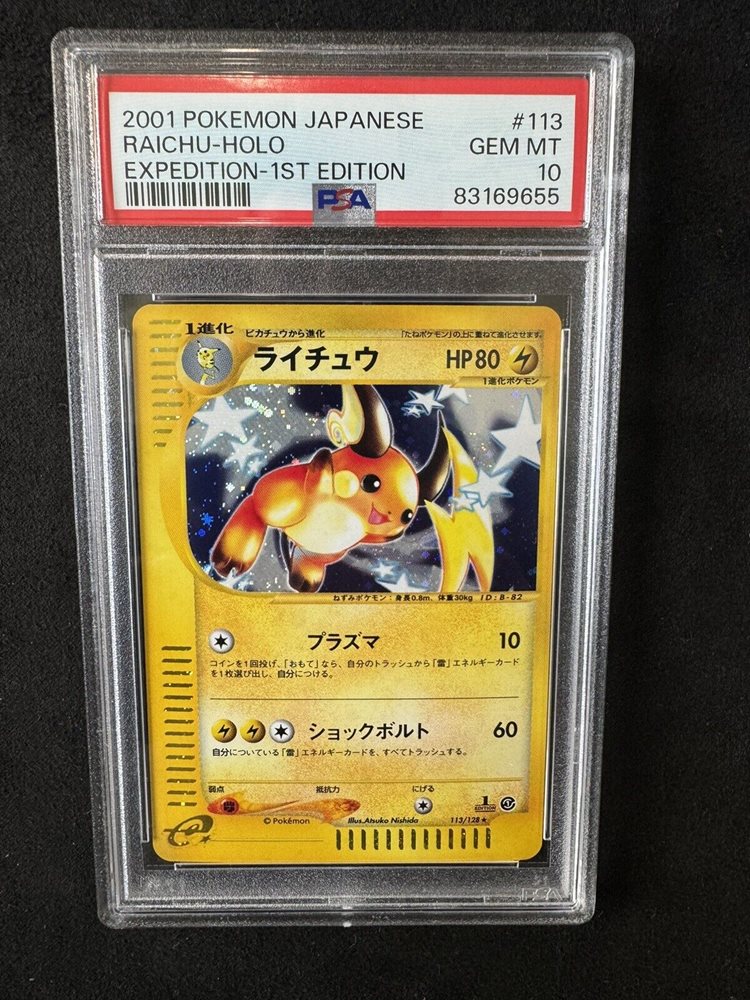 2001 POKEMON JAPANESE #113
RAICHU-HOLO GEM MT
EXPEDITION-1ST EDITION 10
PSA 83169655
1進化 ピカチュウから進化 「たねポケモン」の上に重ねて進化させます。
ライチュウ HP80
1進化ポケモン
ねずみポケモン：身長0.8m、体重30kg ID:B-82
プラズマ 10
コインを1回投げ、「おもて」なら、自分のトラッシュから「雷」エネルギーカード
を1枚選び出し、自分につける。
ショックボルト 60
自分についている「雷」エネルギーカードを、すべてトラッシュする。
弱点 抵抗力 にげる
1
EDITION
©Pokémon Illus.Atsuko Nishida 113/128★
e
PSA